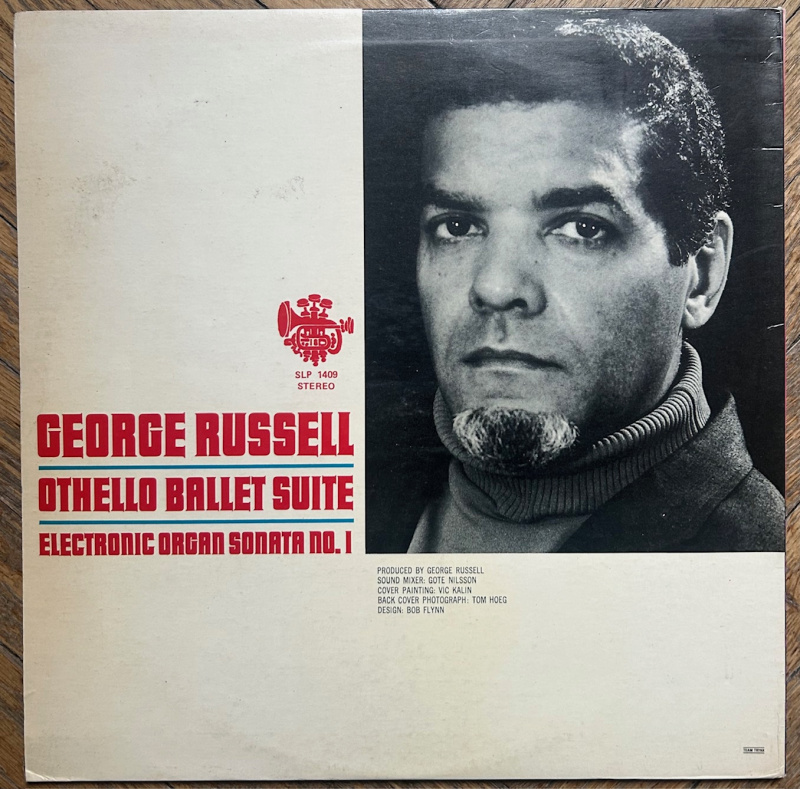 SLP 1409
STEREO
GEORGE RUSSELL
OTHELLO BALLET SUITE
ELECTRONIC ORGAN SONATA NO. 1
PRODUCED BY GEORGE RUSSELL
SOUND MIXER: GOTE NILSSON
COVER PAINTING: VIC KALIN
BACK COVER PHOTOGRAPH: TOM HOEG
DESIGN: BOB FLYNN